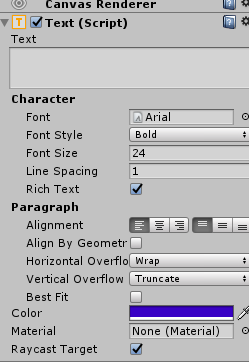 Canvas Renderer
Text (Script)
Text
Character
Font Arial
Font Style Bold
Font Size 24
Line Spacing 1
Rich Text
Paragraph
Alignment
Align By Geometr
Horizontal Overflo Wrap
Vertical Overflow Truncate
Best Fit
Color
Material None (Material)
Raycast Target